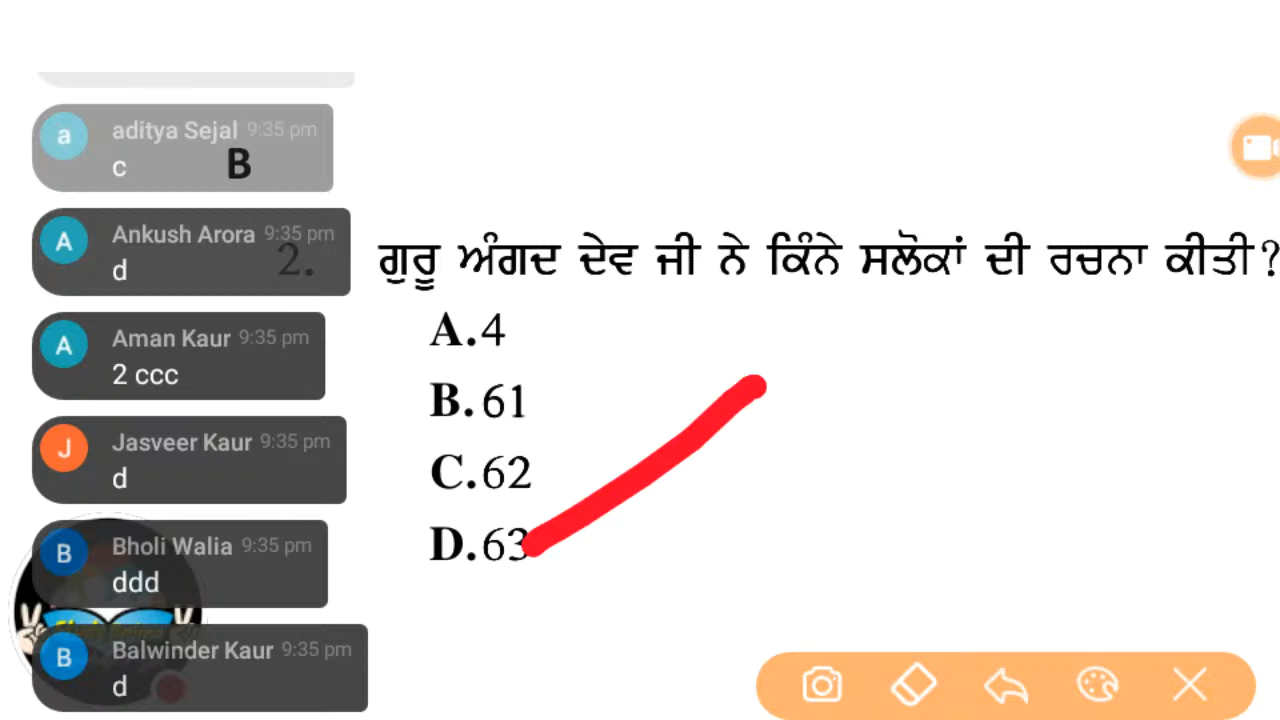 aditya Sejal 9:35 pm
c
B
Ankush Arora 9:35 pm
d
2. ਗੁਰੂ ਅੰਗਦ ਦੇਵ ਜੀ ਨੇ ਕਿੰਨੇ ਸਲੋਕਾਂ ਦੀ ਰਚਨਾ ਕੀਤੀ?
A. 4
B. 61
C. 62
D. 63
Aman Kaur 9:35 pm
2 ccc
Jasveer Kaur 9:35 pm
d
Bholi Walia 9:35 pm
ddd
Balwinder Kaur 9:35 pm
d